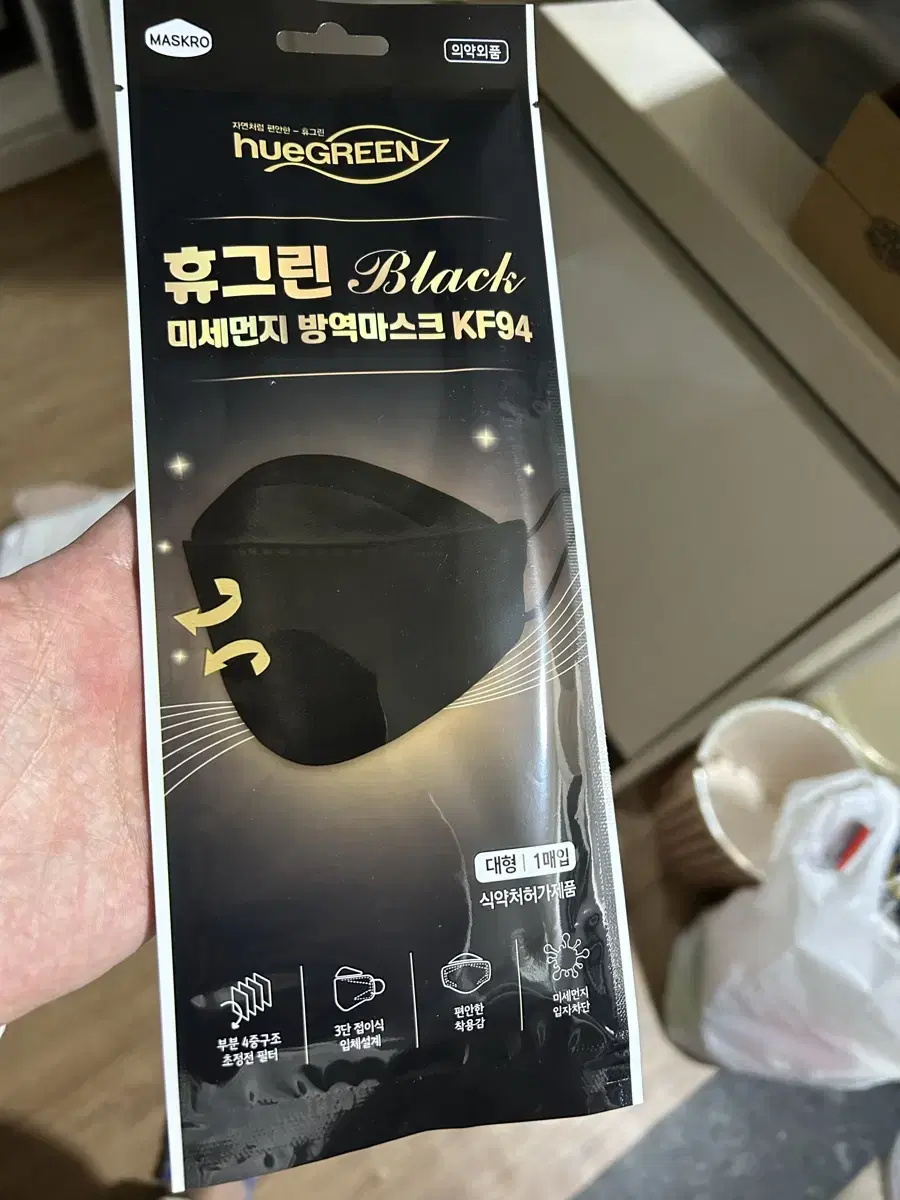 MASKRO
의약외품
자연처럼 편안한 - 휴그린
hueGREEN
휴그린 Black
미세먼지 방역마스크 KF94
대형 | 1매입
식약처허가제품
부분 4중구조
초정전 필터
3단 접이식
입체설계
편안한
착용감
미세먼지
입자차단